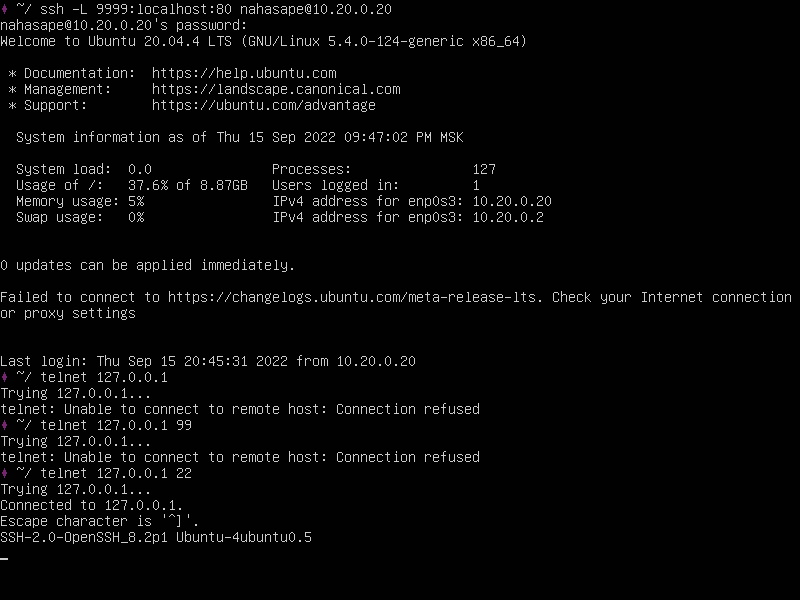 ♦ ~/ ssh -L 9999:localhost:80 nahasape@10.20.0.20
nahasape@10.20.0.20's password:
Welcome to Ubuntu 20.04.4 LTS (GNU/Linux 5.4.0-124-generic x86_64)
* Documentation:  https://help.ubuntu.com
* Management:     https://landscape.canonical.com
* Support:        https://ubuntu.com/advantage
System information as of Thu 15 Sep 2022 09:47:02 PM MSK
System load:  0.0               Processes:               127
Usage of /:   37.6% of 8.87GB   Users logged in:         1
Memory usage: 5%                IPv4 address for enp0s3: 10.20.0.20
Swap usage:   0%                IPv4 address for enp0s3: 10.20.0.2
0 updates can be applied immediately.
Failed to connect to https://changelogs.ubuntu.com/meta-release-lts. Check your Internet connection
or proxy settings
Last login: Thu Sep 15 20:45:31 2022 from 10.20.0.20
♦ ~/ telnet 127.0.0.1
Trying 127.0.0.1...
telnet: Unable to connect to remote host: Connection refused
♦ ~/ telnet 127.0.0.1 99
Trying 127.0.0.1...
telnet: Unable to connect to remote host: Connection refused
♦ ~/ telnet 127.0.0.1 22
Trying 127.0.0.1...
Connected to 127.0.0.1.
Escape character is '^]'.
SSH-2.0-OpenSSH_8.2p1 Ubuntu-4ubuntu0.5